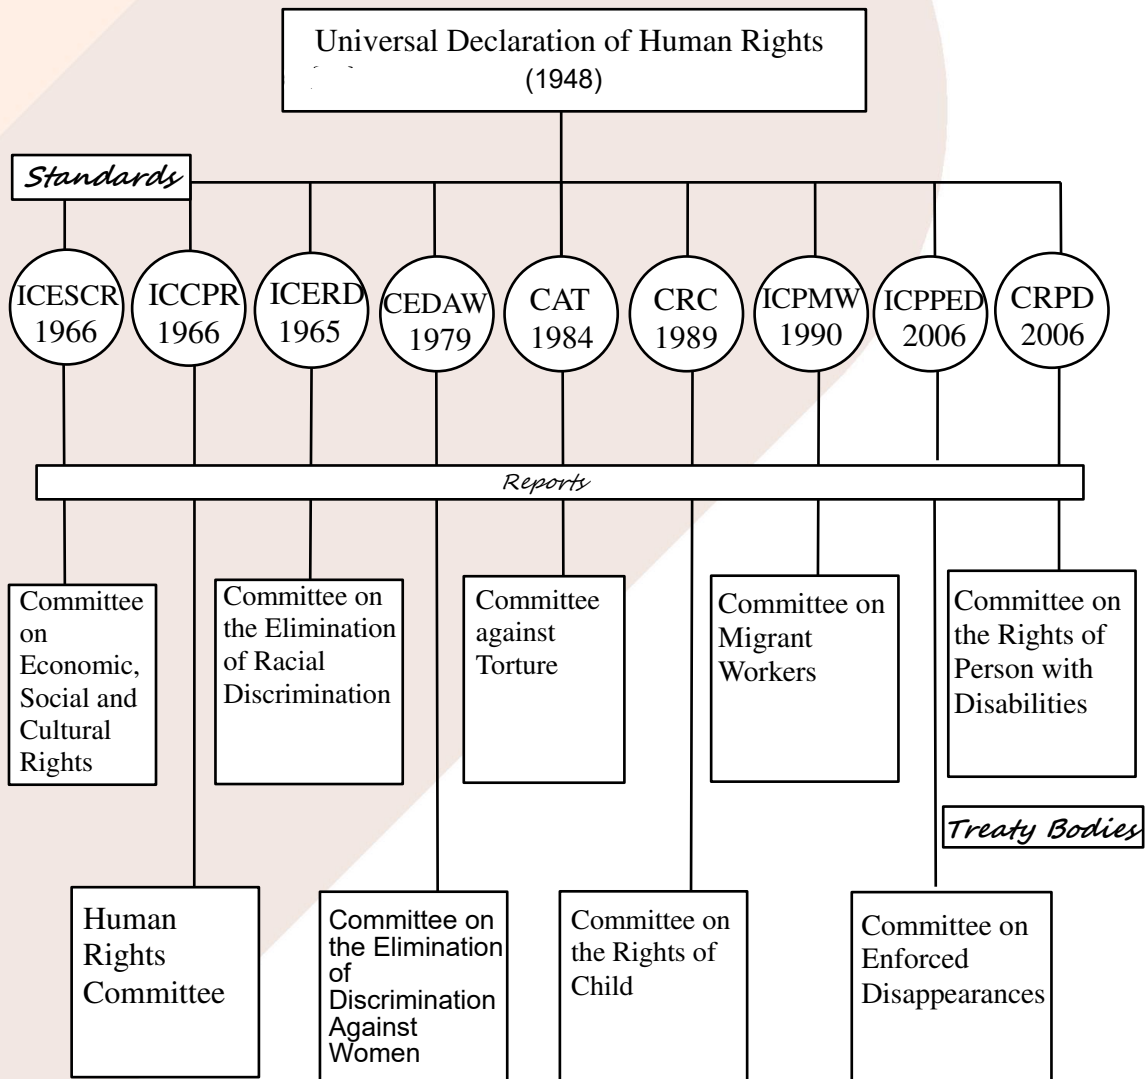 Universal Declaration of Human Rights
(1948)
Standards
ICESCR
1966
ICCPR
1966
ICERD
1965
CEDAW
1979
CAT
1984
CRC
1989
ICPMW
1990
ICPPED
2006
CRPD
2006
Reports
Committee
on
Economic,
Social and
Cultural
Rights
Committee on
the Elimination
of Racial
Discrimination
Committee
against
Torture
Committee on
Migrant
Workers
Committee on
the Rights of
Person with
Disabilities
Treaty Bodies
Human
Rights
Committee
Committee on
the Elimination
of
Discrimination
Against
Women
Committee on
the Rights of
Child
Committee on
Enforced
Disappearances